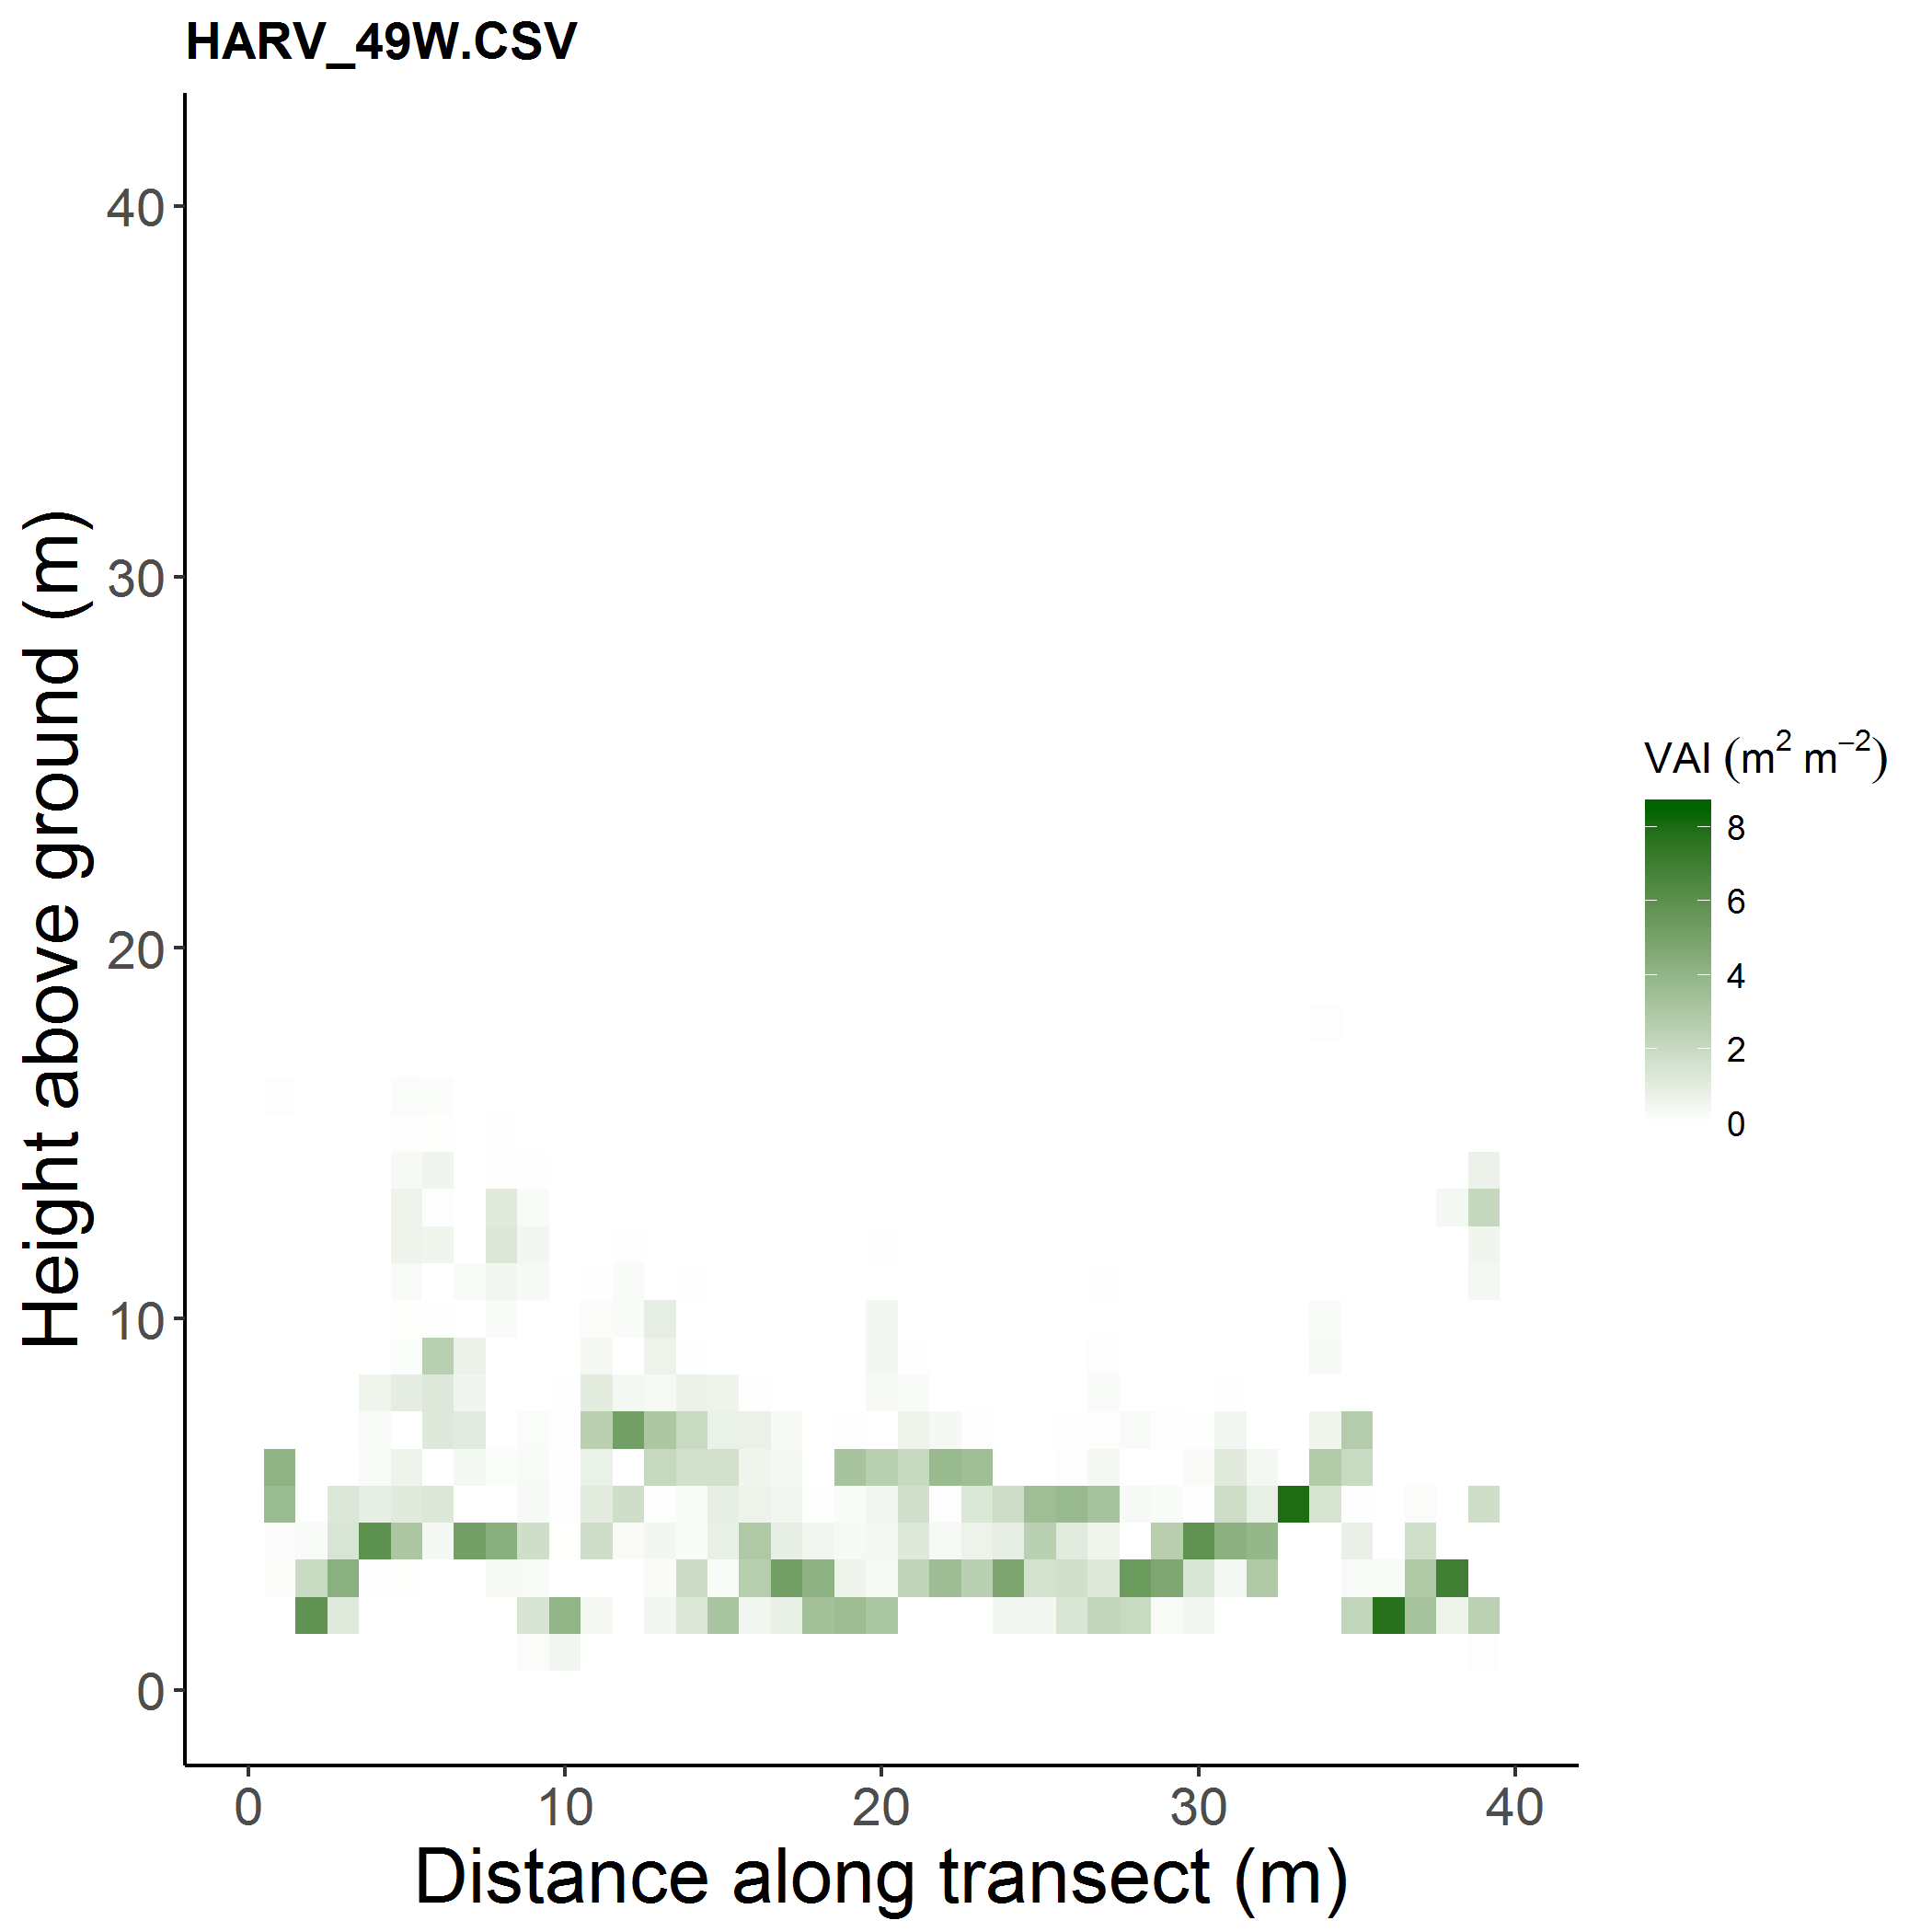 HARV_49W.CSV
Height above ground (m)
40
30
20
10
0
0 10 20 30 40
Distance along transect (m)
VAI (m² m⁻²)
8
6
4
2
0